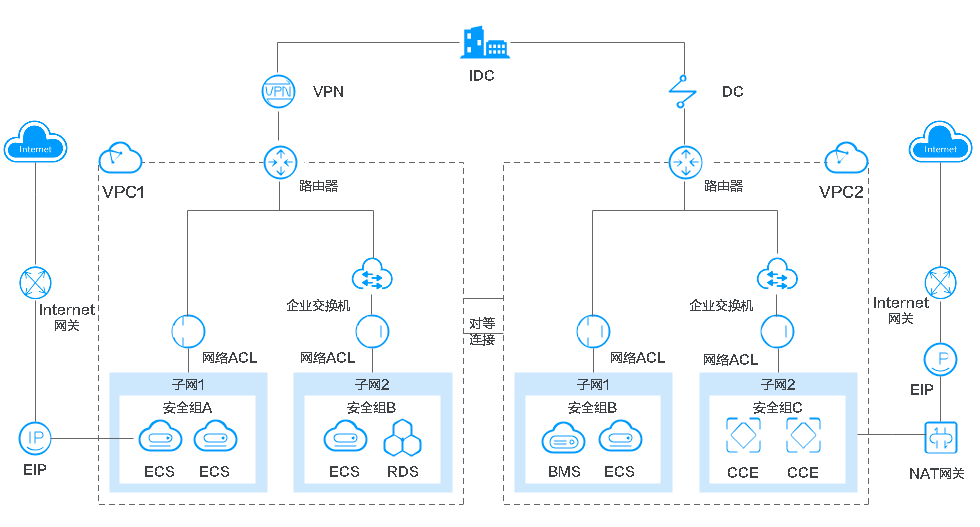 IDC
VPN
VPN
DC
Internet
Internet
VPC1
路由器
路由器
VPC2
Internet
网关
企业交换机
对等
连接
企业交换机
Internet
网关
网络ACL
网络ACL
网络ACL
网络ACL
子网1
子网2
子网1
子网2
安全组A
安全组B
安全组B
安全组C
IP
EIP
ECS
ECS
ECS
RDS
BMS
ECS
CCE
CCE
IP
EIP
NAT网关